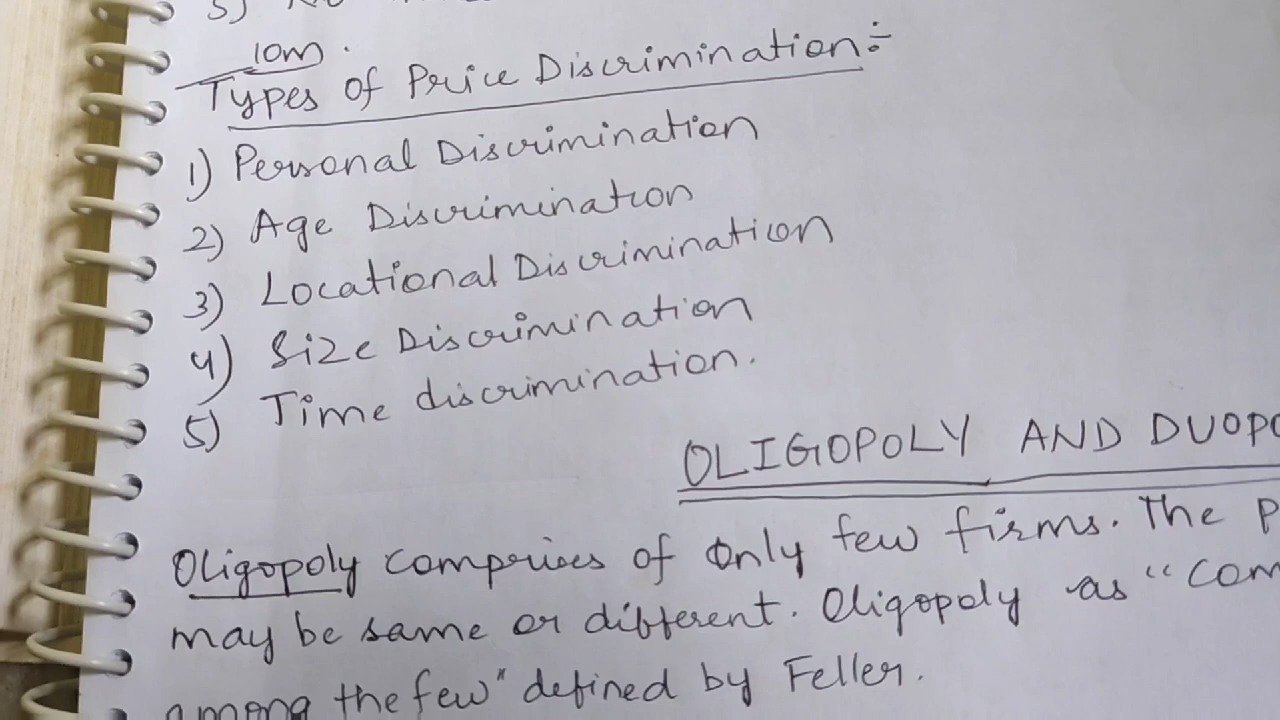 5)
10m.
Types of Price Discrimination÷
1) Personal Discrimination
2) Age Discrimination
3) Locational Discrimination
4) Size Discrimination
5) Time discrimination.
OLIGOPOLY AND
Oligopoly comprises of Only few firms. The
may be same or different. Oligopoly as "
among the few" defined by Feller.